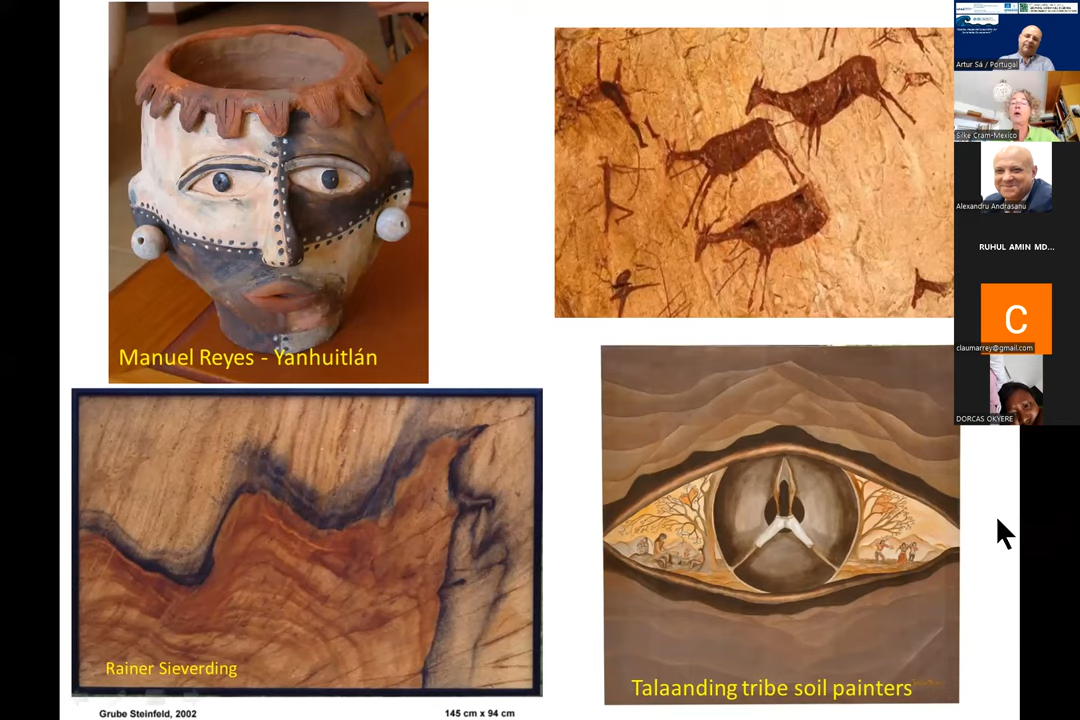 Manuel Reyes - Yanhuitlán
Rainer Sieverding
Grube Steinfeld, 2002
145 cm x 94 cm
Talaanding tribe soil painters
Artur Sá / Portugal
Silke Cram-Mexico
Alexandru Andrasanu
RUHUL AMIN MD...
C
claumarrey@gmail.com
DORCAS OKYERE